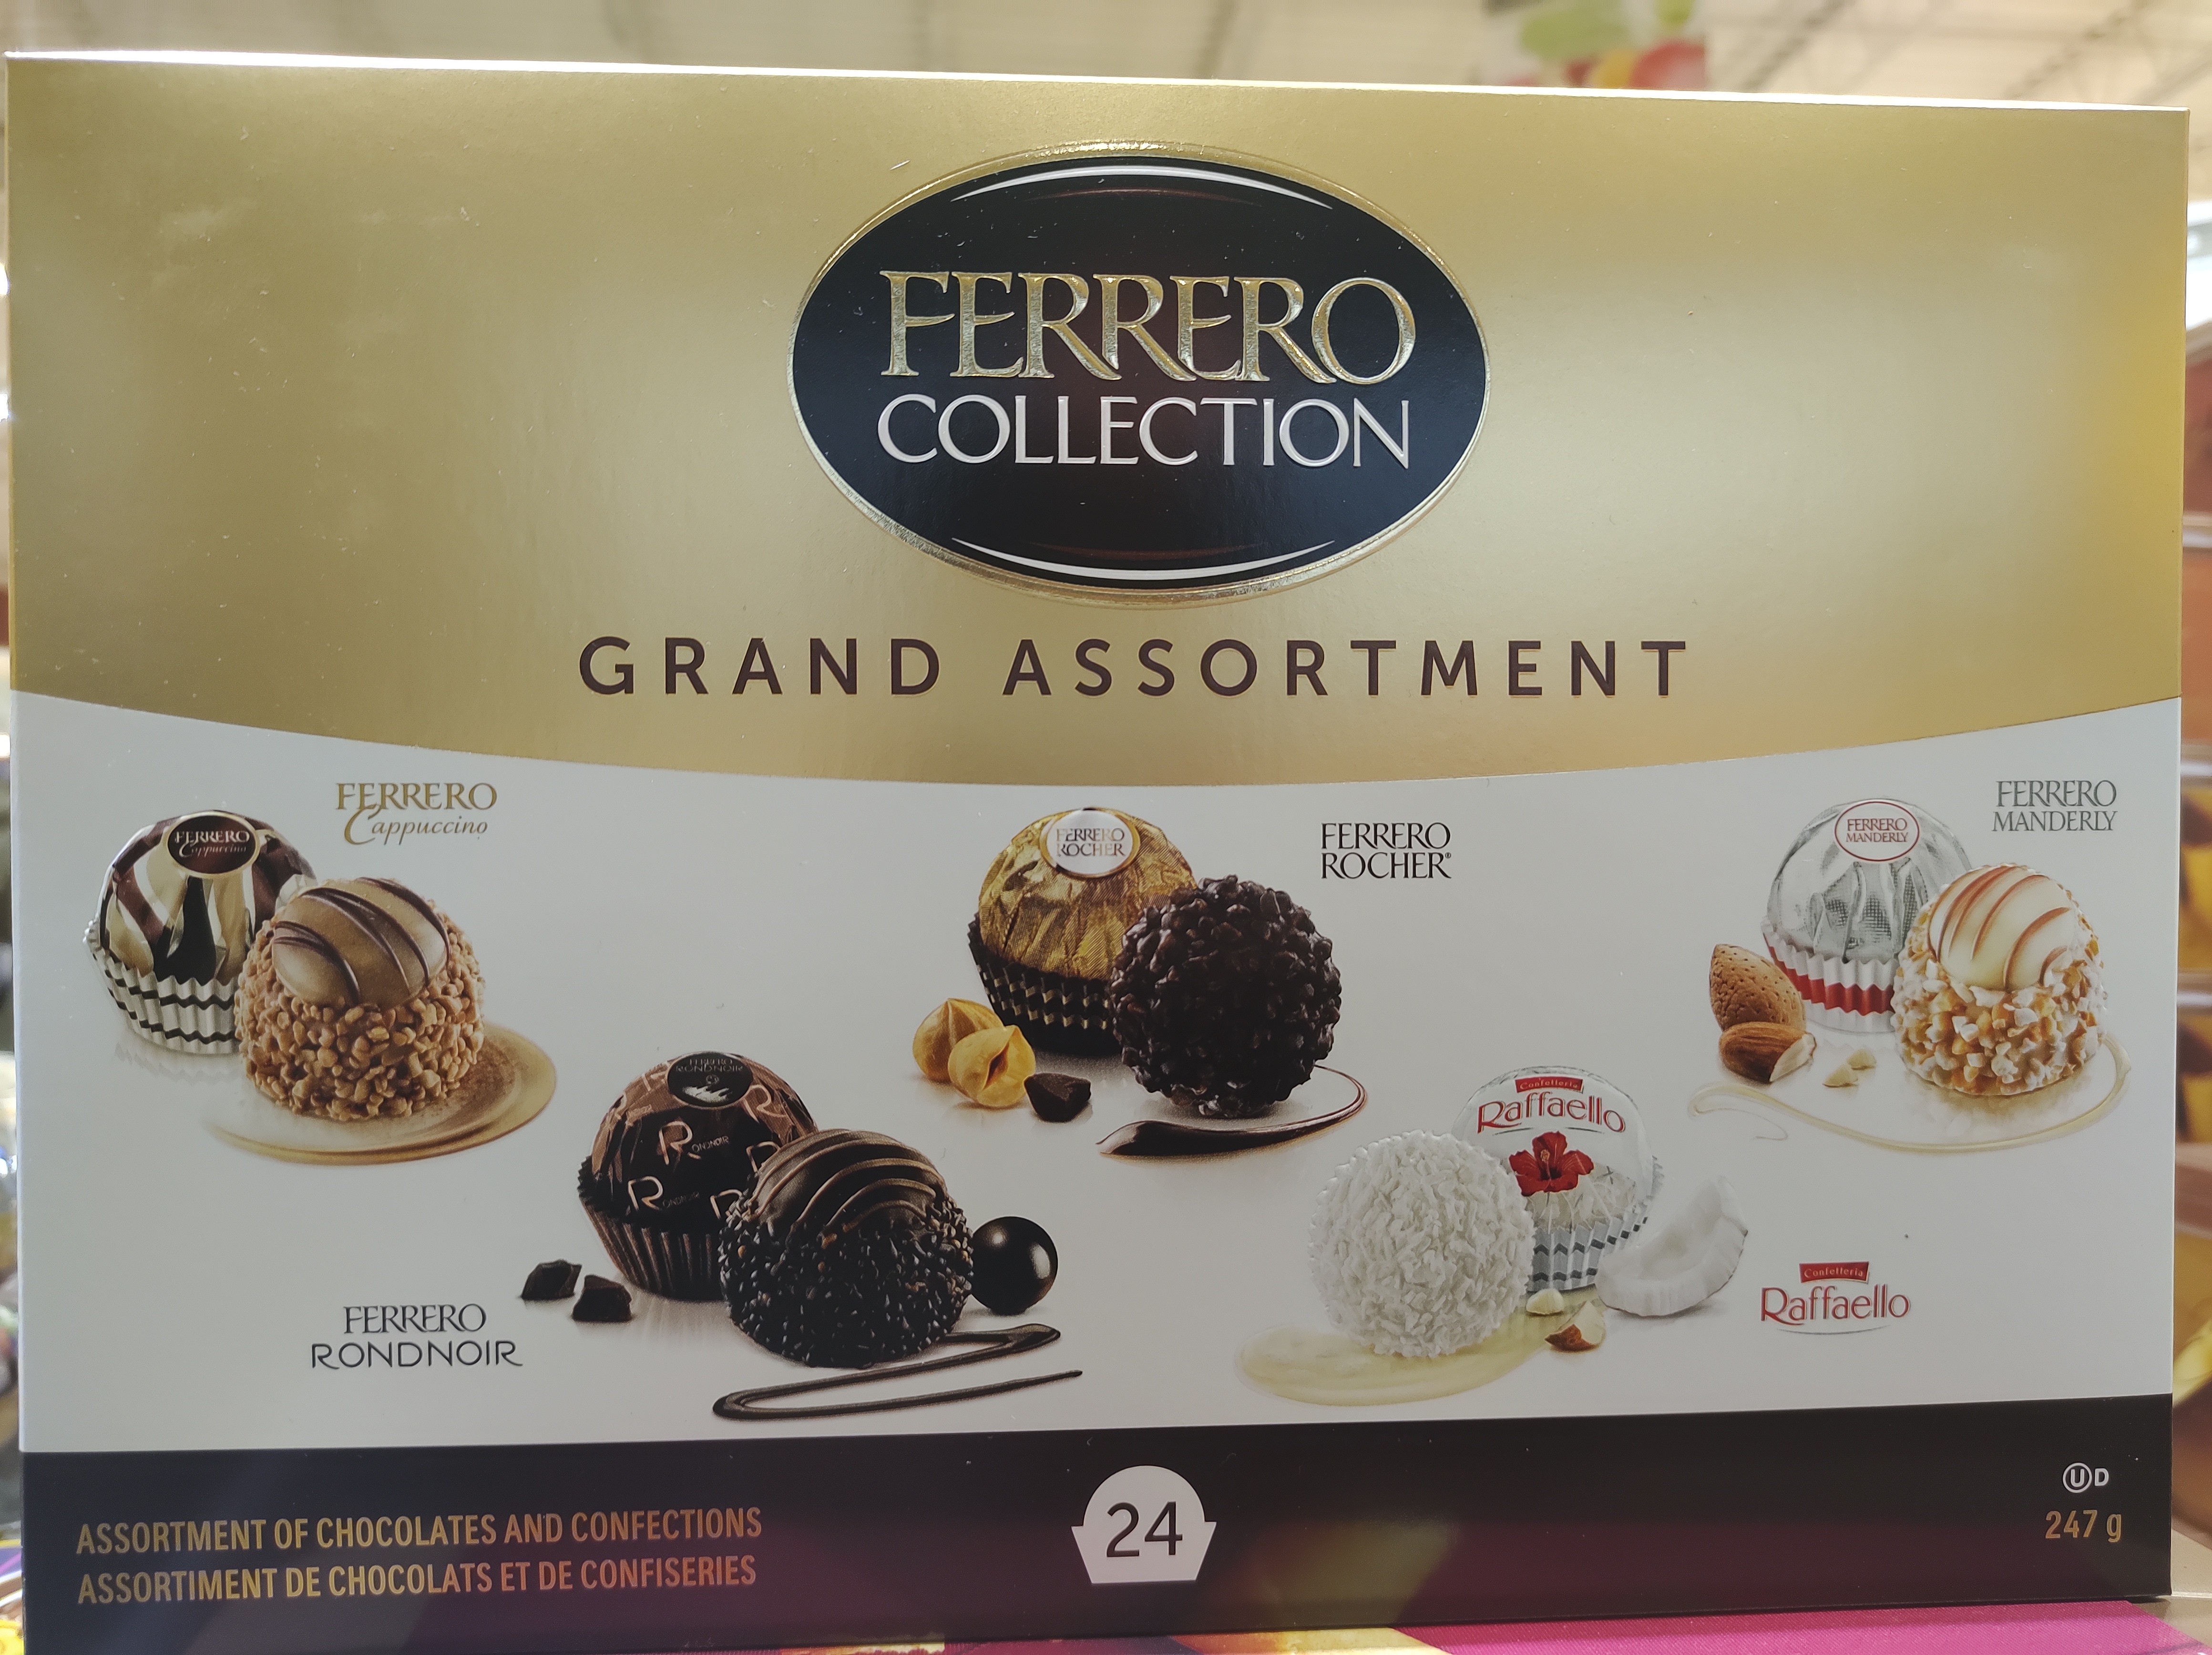 FERRERO
COLLECTION
GRAND ASSORTMENT
FERRERO
Cappuccino
FERRERO
Cappuccino
FERRERO
ROCHER
FERRERO
ROCHER®
FERRERO
MANDERLY
FERRERO
MANDERLY
FERRERO
RONDNOIR
R
RONDNOIR
R
Confetteria
Raffaello
FERRERO
RONDNOIR
Confetteria
Raffaello
ASSORTMENT OF CHOCOLATES AND CONFECTIONS
ASSORTIMENT DE CHOCOLATS ET DE CONFISERIES
24
UD
247 g